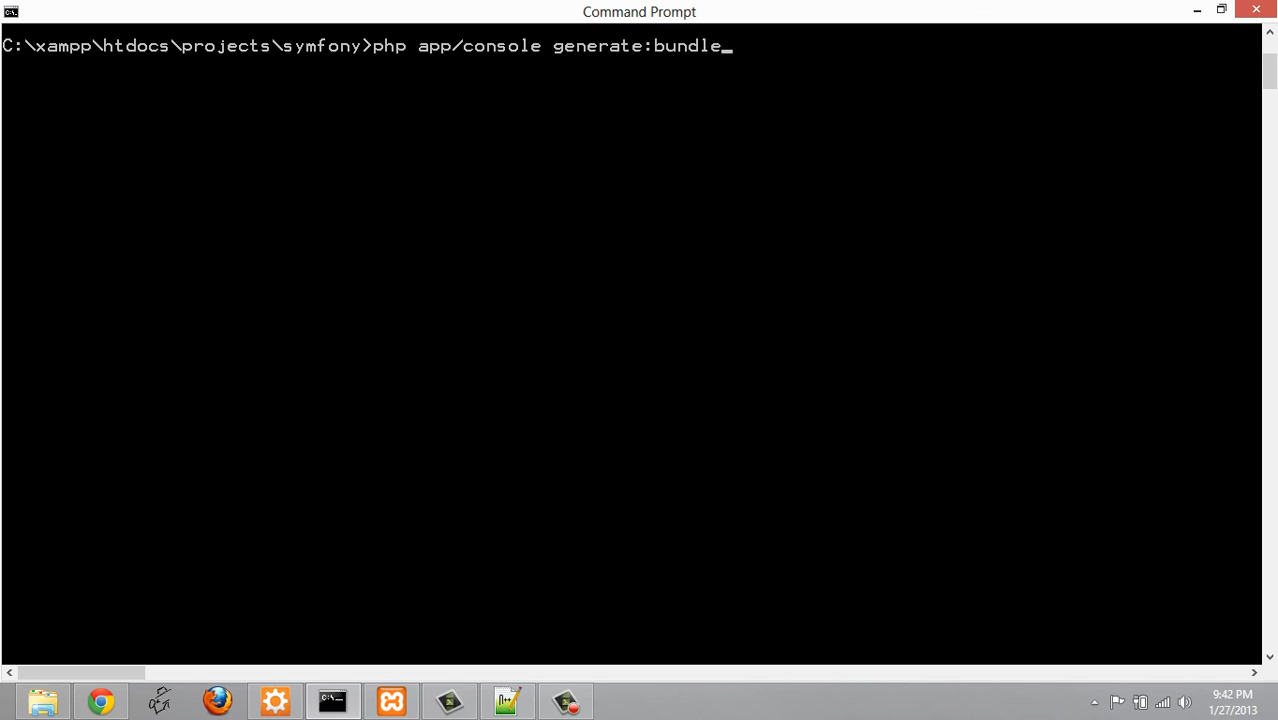 Command Prompt
C:\xampp\htdocs\projects\symfony>php app/console generate:bundle_
9:42 PM
1/27/2013